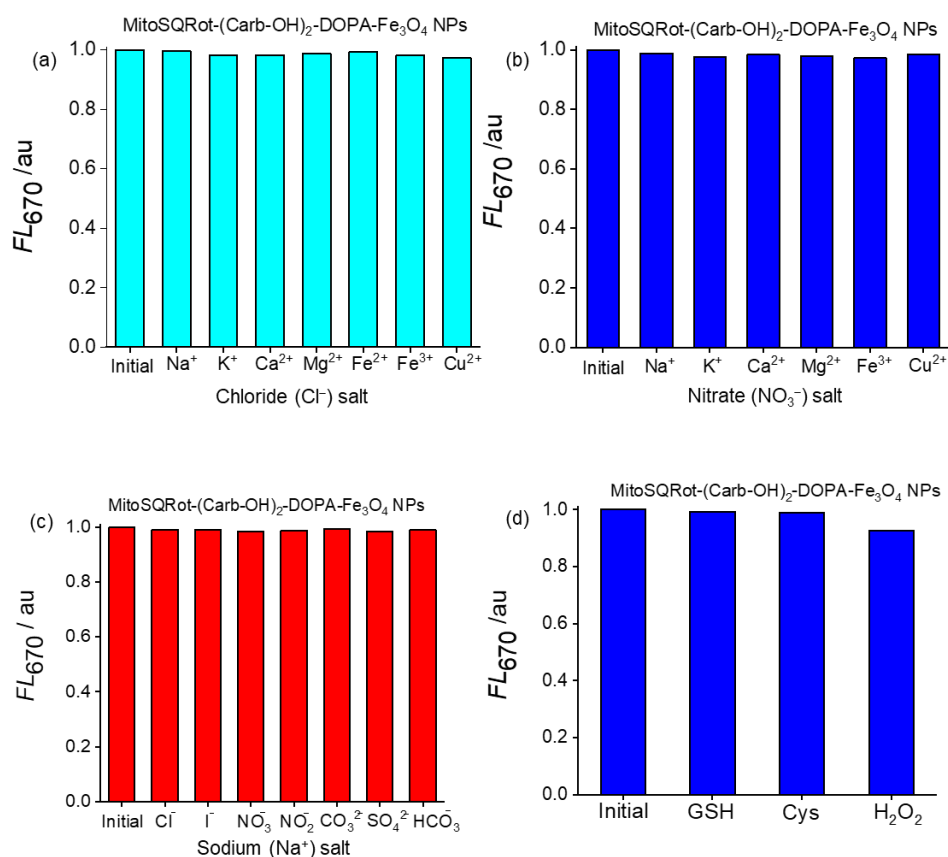 MitoSQRot-(Carb-OH)₂-DOPA-Fe₃O₄ NPs
(a)
FL₆₇₀ /au
1.0
0.8
0.6
0.4
0.2
0.0
Initial Na⁺ K⁺ Ca²⁺ Mg²⁺ Fe²⁺ Fe³⁺ Cu²⁺
Chloride (Cl⁻) salt
MitoSQRot-(Carb-OH)₂-DOPA-Fe₃O₄ NPs
(b)
FL₆₇₀ /au
1.0
0.8
0.6
0.4
0.2
0.0
Initial Na⁺ K⁺ Ca²⁺ Mg²⁺ Fe³⁺ Cu²⁺
Nitrate (NO₃⁻) salt
MitoSQRot-(Carb-OH)₂-DOPA-Fe₃O₄ NPs
(c)
FL₆₇₀ / au
1.0
0.8
0.6
0.4
0.2
0.0
Initial Cl⁻ I⁻ NO₃⁻ NO₂⁻ CO₃²⁻ SO₄²⁻ HCO₃⁻
Sodium (Na⁺) salt
MitoSQRot-(Carb-OH)₂-DOPA-Fe₃O₄ NPs
(d)
FL₆₇₀ /au
1.0
0.8
0.6
0.4
0.2
0.0
Initial GSH Cys H₂O₂